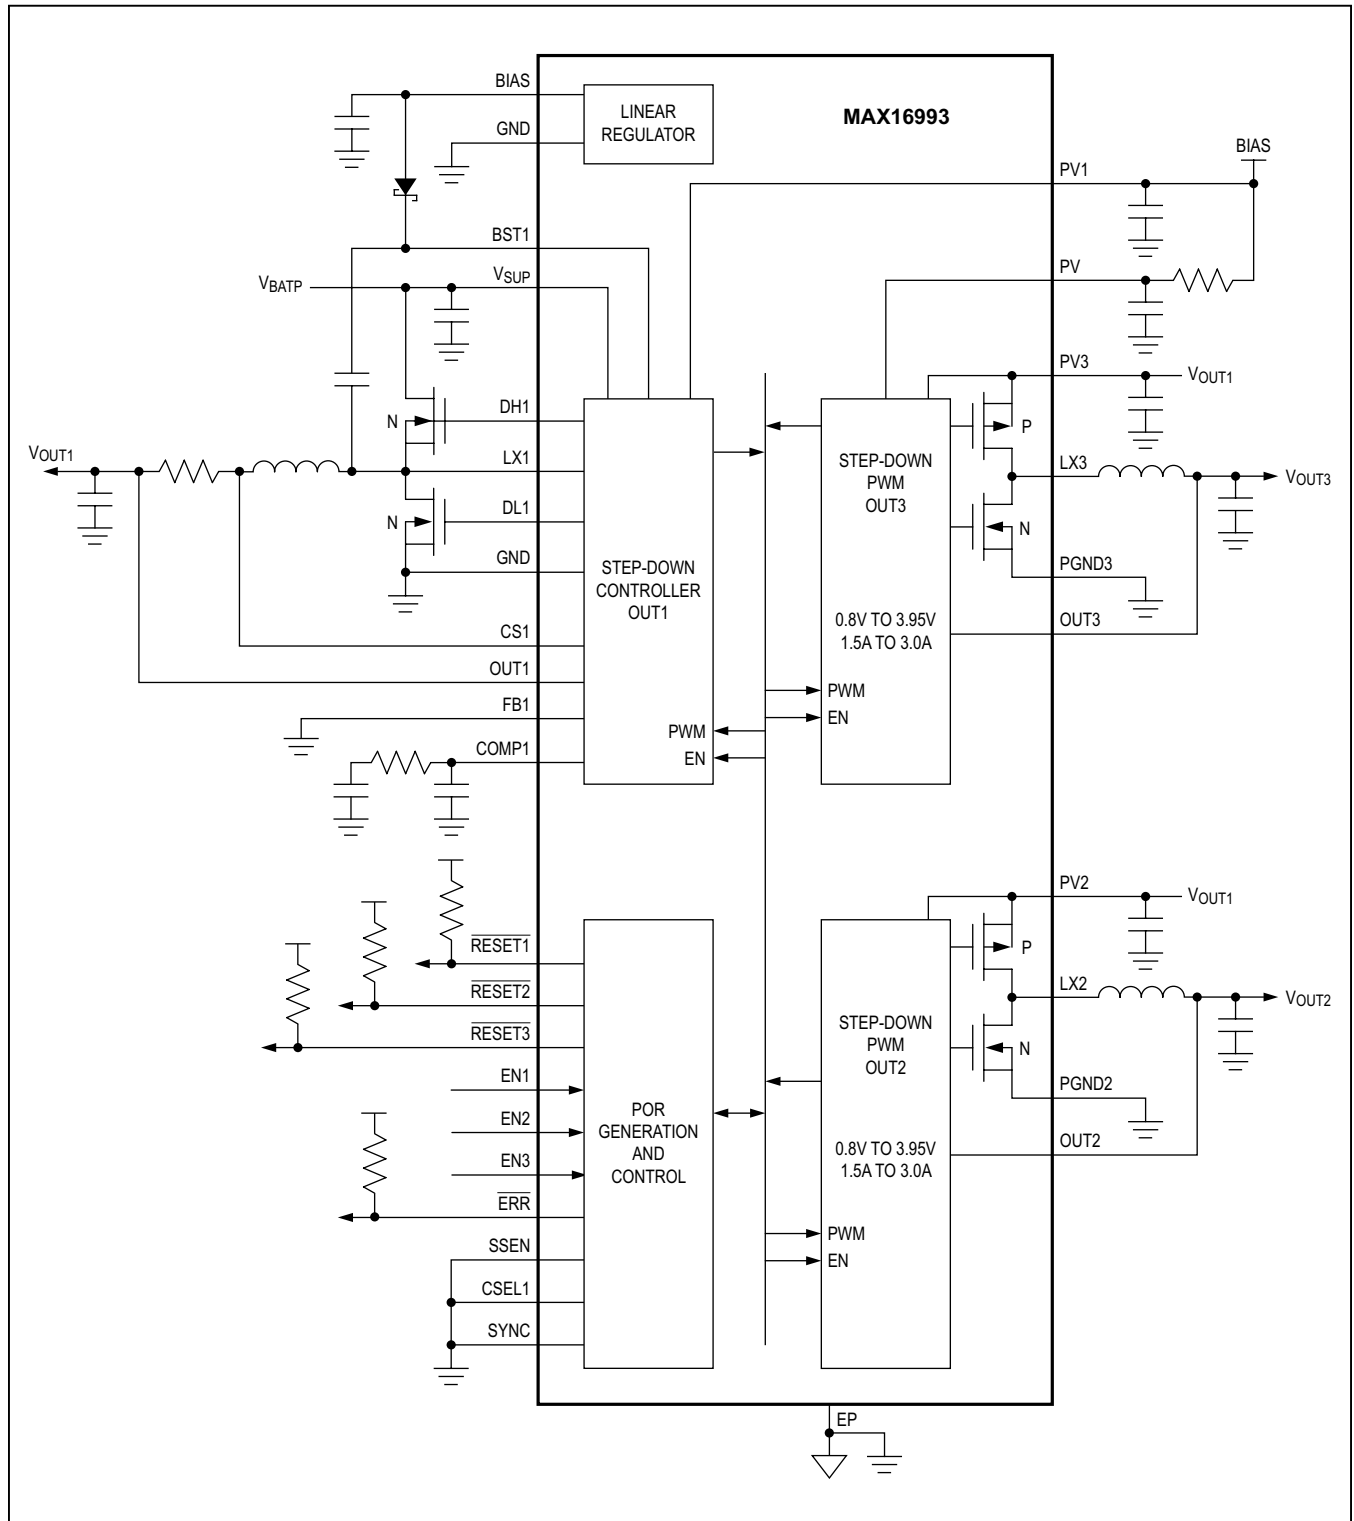 BIAS
LINEAR
REGULATOR
MAX16993
GND
BIAS
PV1
BST1
VSUP
VBATP
PV
PV3
VOUT1
DH1
N
P
VOUT1
LX1
STEP-DOWN
PWM
OUT3
LX3
VOUT3
DL1
N
N
GND
STEP-DOWN
CONTROLLER
OUT1
PGND3
0.8V TO 3.95V
1.5A TO 3.0A
OUT3
CS1
OUT1
FB1
PWM
EN
PWM
EN
COMP1
PV2
VOUT1
RESET1
P
RESET2
LX2
VOUT2
RESET3
STEP-DOWN
PWM
OUT2
N
EN1
PGND2
EN2
POR
GENERATION
AND
CONTROL
EN3
0.8V TO 3.95V
1.5A TO 3.0A
OUT2
ERR
PWM
EN
SSEN
CSEL1
SYNC
EP